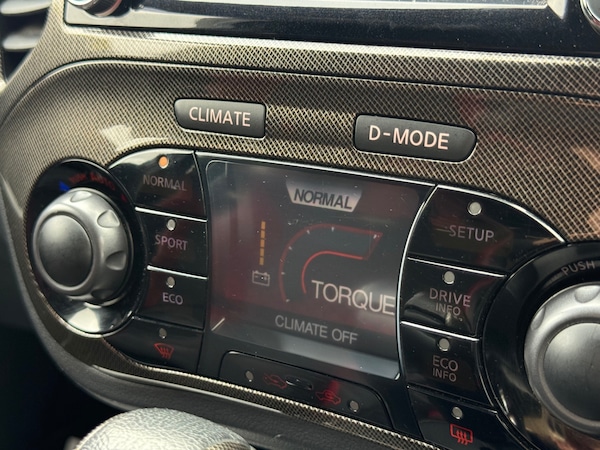 CLIMATE
D-MODE
NORMAL
SPORT
ECO
NORMAL
TORQUE
CLIMATE OFF
SETUP
DRIVE
INFO
ECO
INFO
PUSH